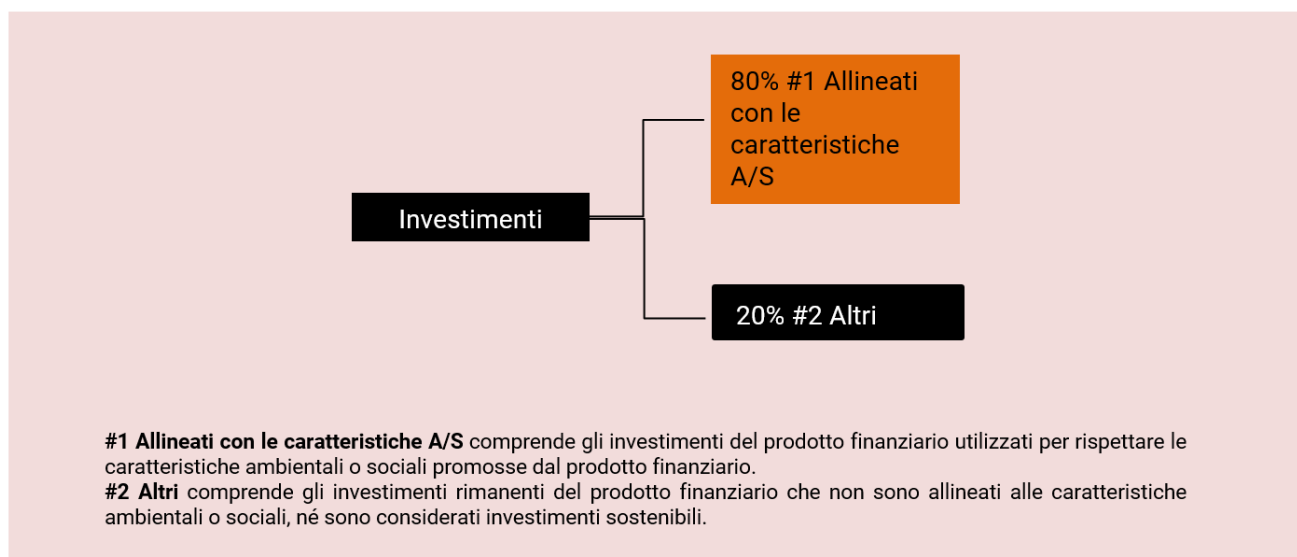 80% #1 Allineati
con le
caratteristiche
A/S
Investimenti
20% #2 Altri
#1 Allineati con le caratteristiche A/S comprende gli investimenti del prodotto finanziario utilizzati per rispettare le
caratteristiche ambientali o sociali promosse dal prodotto finanziario.
#2 Altri comprende gli investimenti rimanenti del prodotto finanziario che non sono allineati alle caratteristiche
ambientali o sociali, né sono considerati investimenti sostenibili.